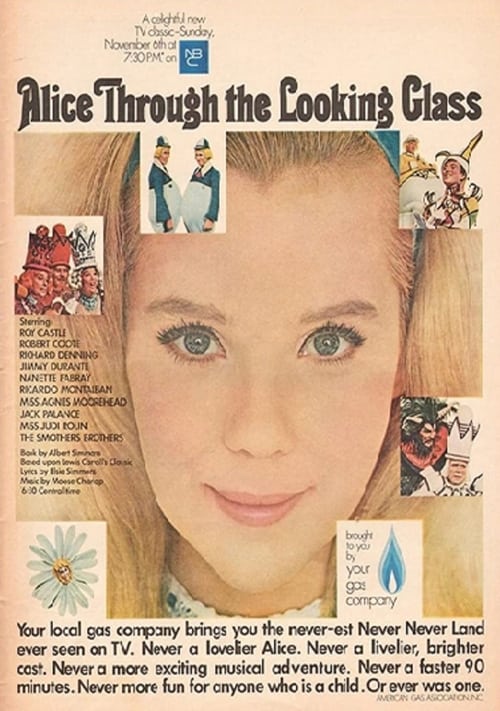 A delightful new
TV classic-Sunday,
November 6th at
7:30 P.M.* on
NBC
Alice Through the Looking Glass
Starring
ROY CASTLE
ROBERT COOTE
RICHARD DENNING
JIMMY DURANTE
NANETTE FABRAY
RICARDO MONTALBAN
MISS AGNES MOOREHEAD
JACK PALANCE
MISS JUDI ROLIN
THE SMOTHERS BROTHERS
Book by Albert Simmons
Based upon Lewis Carroll's Classic
Lyrics by Elsie Simmons
Music by Moose Charlap
6:30 Central time
brought
to you
by
your
gas
company
Your local gas company brings you the never-est Never Never Land
ever seen on TV. Never a lovelier Alice. Never a livelier, brighter
cast. Never a more exciting musical adventure. Never a faster 90
minutes. Never more fun for anyone who is a child. Or ever was one.
AMERICAN GAS ASSOCIATION, INC.